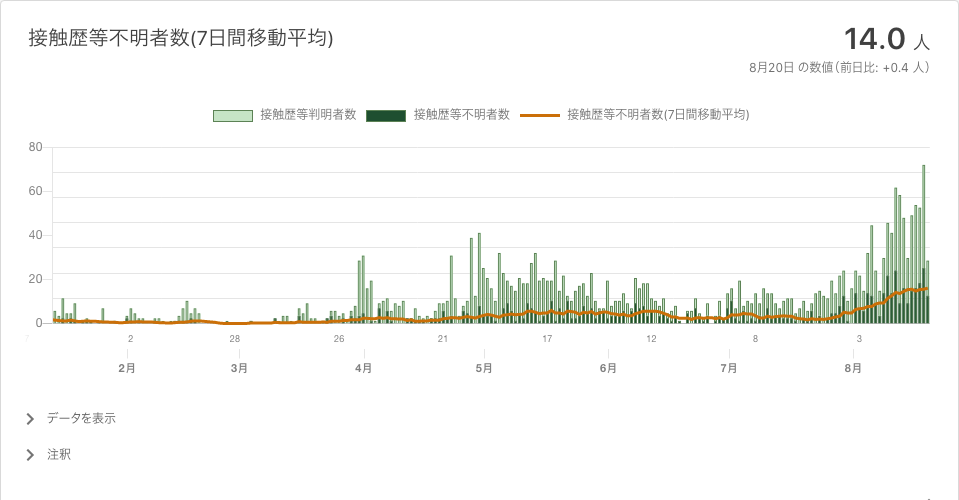 接触歴等不明者数(7日間移動平均)
14.0 人
8月20日 の数値（前日比: +0.4 人）
接触歴等判明者数 接触歴等不明者数 接触歴等不明者数(7日間移動平均)
80
60
40
20
0
7 2 28 26 21 17 12 8 3
2月 3月 4月 5月 6月 7月 8月
データを表示
注釈